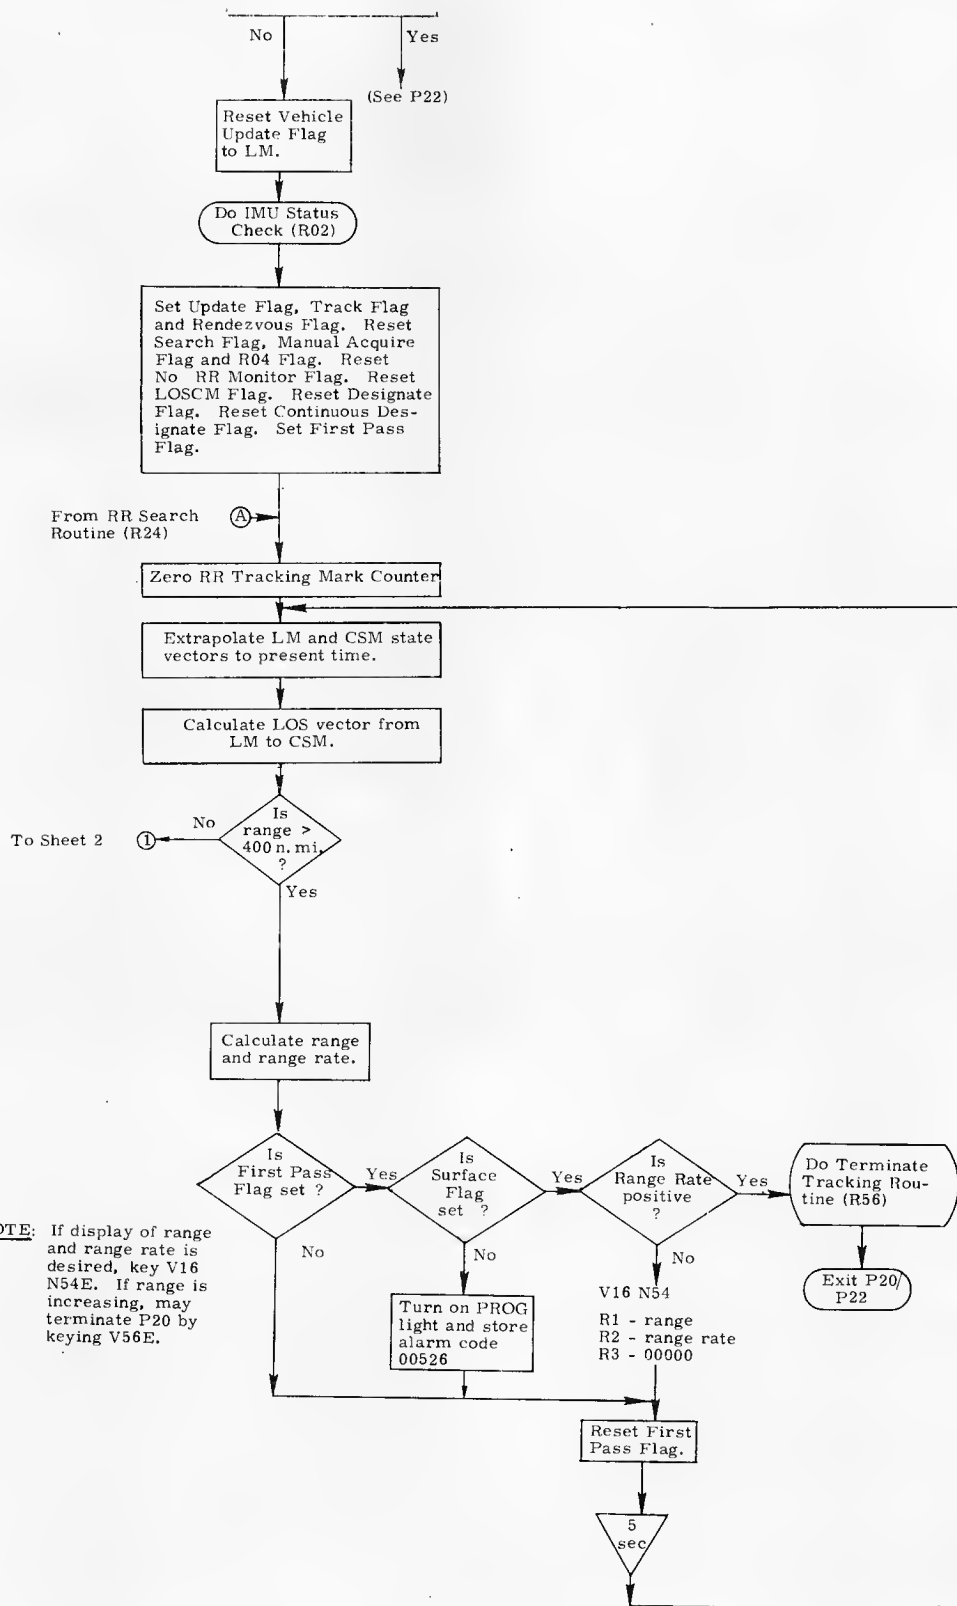 No
Yes
(See P22)
Reset Vehicle
Update Flag
to LM.
Do IMU Status
Check (R02)
Set Update Flag, Track Flag
and Rendezvous Flag. Reset
Search Flag, Manual Acquire
Flag and R04 Flag. Reset
No RR Monitor Flag. Reset
LOSCM Flag. Reset Designate
Flag. Reset Continuous Des-
ignate Flag. Set First Pass
Flag.
From RR Search
Routine (R24)
A
Zero RR Tracking Mark Counter
Extrapolate LM and CSM state
vectors to present time.
Calculate LOS vector from
LM to CSM.
Is
range >
400 n. mi.
?
No
To Sheet 2
1
Yes
Calculate range
and range rate.
Is
First Pass
Flag set ?
Yes
Is
Surface
Flag
set ?
Yes
Is
Range Rate
positive
?
Yes
Do Terminate
Tracking Rou-
tine (R56)
Exit P20/
P22
OTE: If display of range
and range rate is
desired, key V16
N54E. If range is
increasing, may
terminate P20 by
keying V56E.
No
No
Turn on PROG
light and store
alarm code
00526
No
V16 N54
R1 - range
R2 - range rate
R3 - 00000
Reset First
Pass Flag.
5
sec